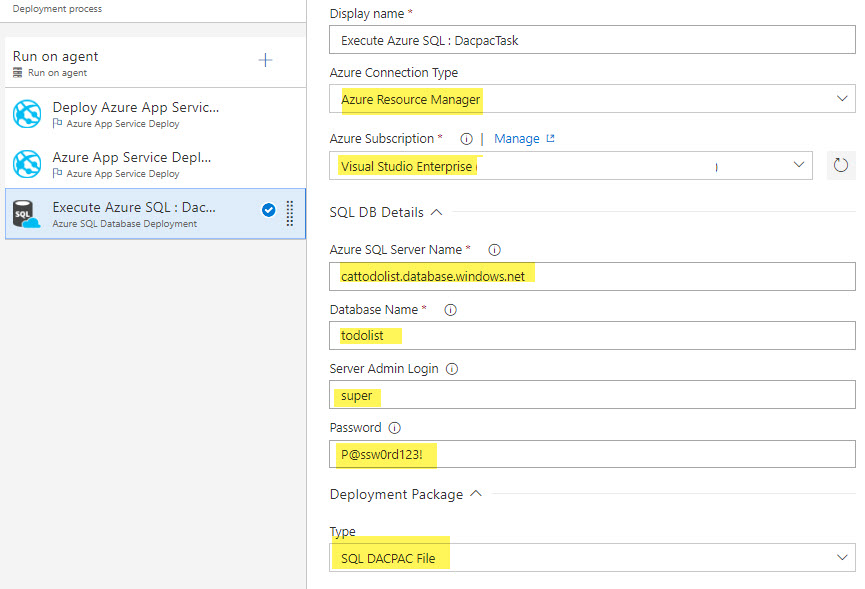 Deployment process
Run on agent
Run on agent
Deploy Azure App Servic...
Azure App Service Deploy
Azure App Service Depl...
Azure App Service Deploy
SQL
Execute Azure SQL : Dac...
Azure SQL Database Deployment
Display name *
Execute Azure SQL : DacpacTask
Azure Connection Type
Azure Resource Manager
Azure Subscription * | Manage
Visual Studio Enterprise ( )
SQL DB Details
Azure SQL Server Name *
cattodolist.database.windows.net
Database Name *
todolist
Server Admin Login
super
Password
P@ssw0rd123!
Deployment Package
Type
SQL DACPAC File